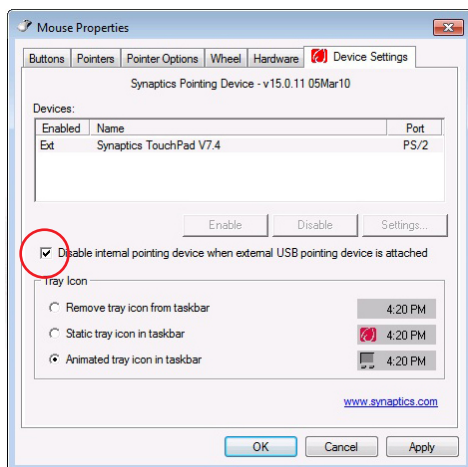 Mouse Properties
Buttons Pointers Pointer Options Wheel Hardware Device Settings
Synaptics Pointing Device - v15.0.11 05Mar10
Devices:
Enabled Name Port
Ext Synaptics TouchPad V7.4 PS/2
Enable Disable Settings...
Disable internal pointing device when external USB pointing device is attached
Tray Icon
Remove tray icon from taskbar 4:20 PM
Static tray icon in taskbar 4:20 PM
Animated tray icon in taskbar 4:20 PM
www.synaptics.com
OK Cancel Apply